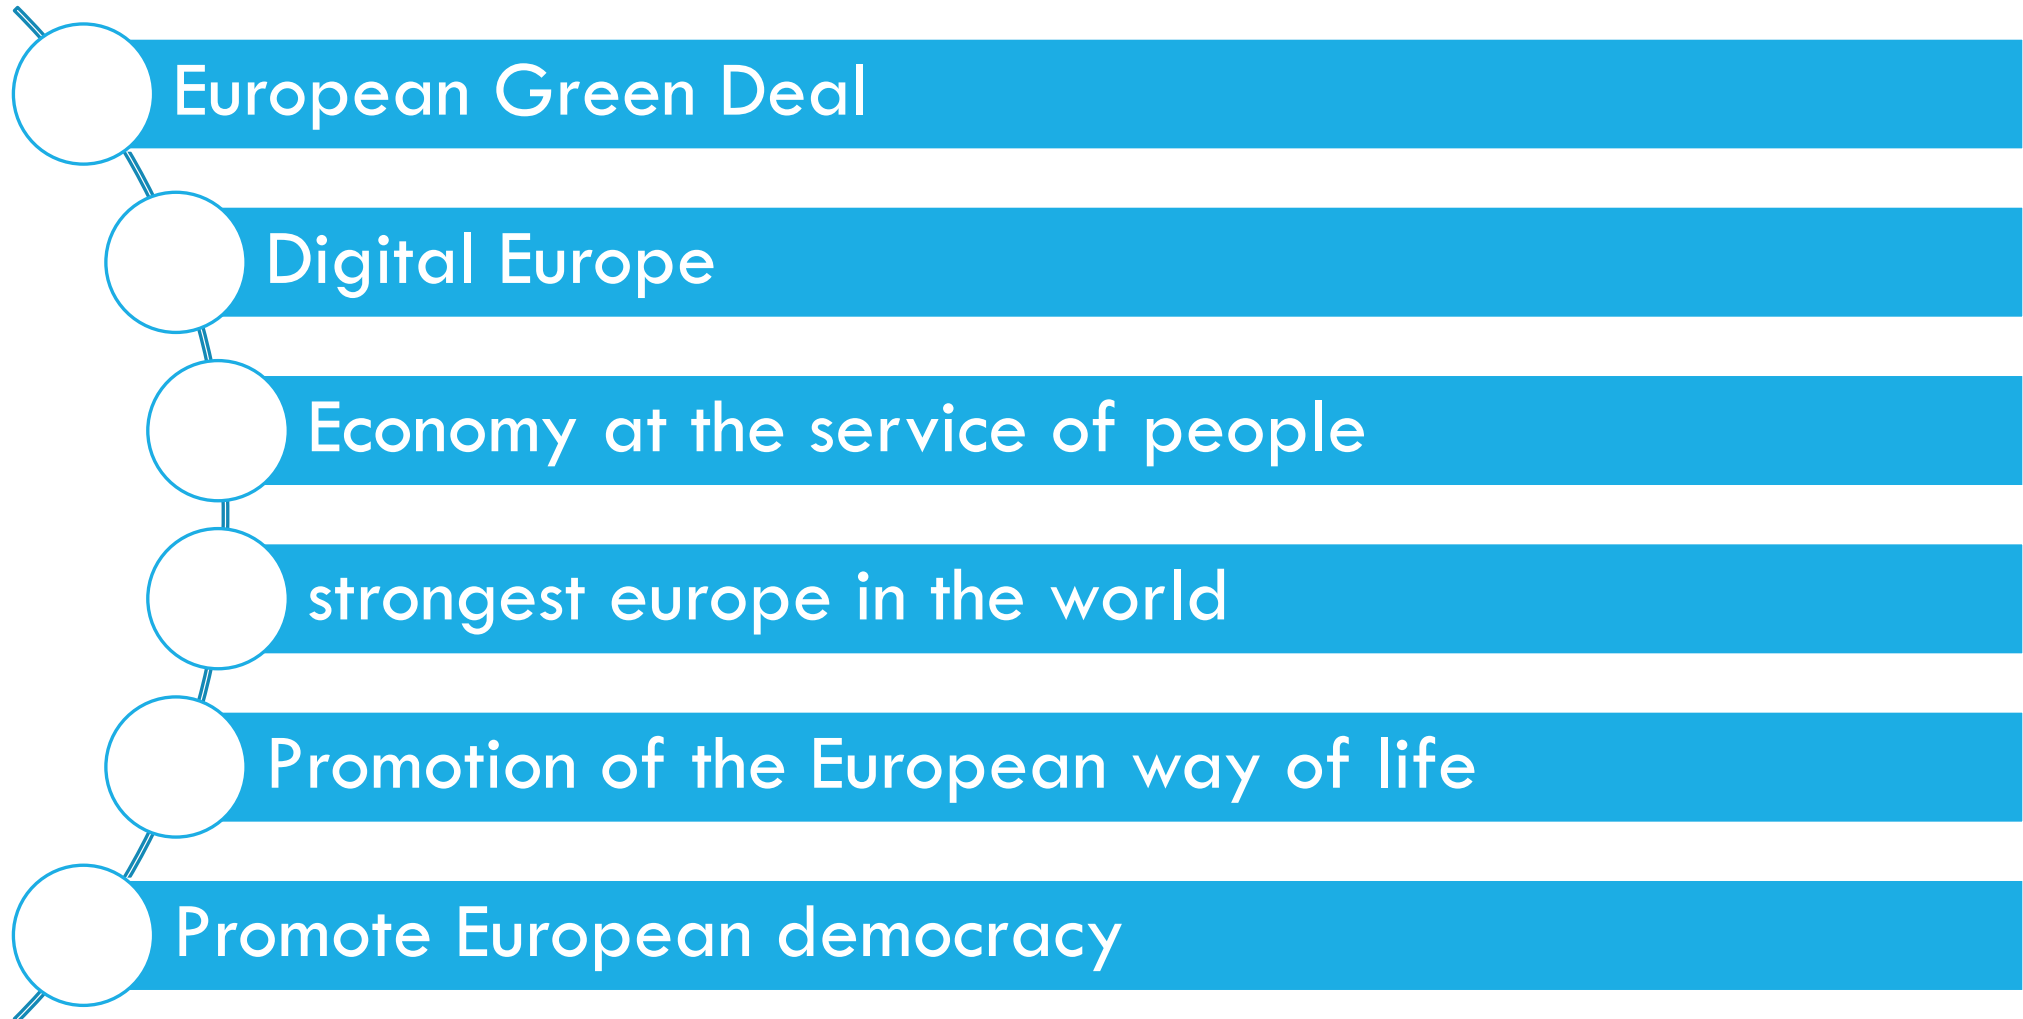 European Green Deal
Digital Europe
Economy at the service of people
strongest europe in the world
Promotion of the European way of life
Promote European democracy